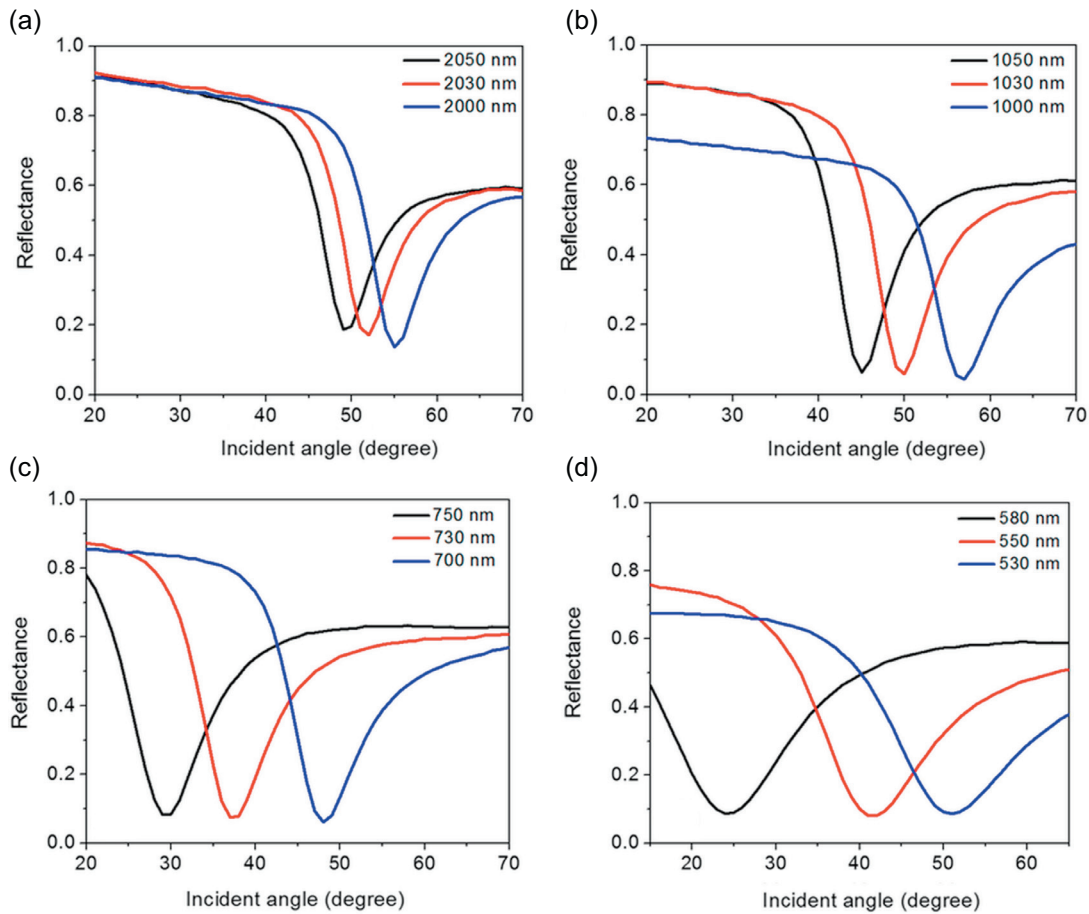 (a)
1.0
0.8
0.6
0.4
0.2
0.0
Reflectance
2050 nm
2030 nm
2000 nm
20 30 40 50 60 70
Incident angle (degree)
(b)
1.0
0.8
0.6
0.4
0.2
0.0
Reflectance
1050 nm
1030 nm
1000 nm
20 30 40 50 60 70
Incident angle (degree)
(c)
1.0
0.8
0.6
0.4
0.2
0.0
Reflectance
750 nm
730 nm
700 nm
20 30 40 50 60 70
Incident angle (degree)
(d)
1.0
0.8
0.6
0.4
0.2
0.0
Reflectance
580 nm
550 nm
530 nm
20 30 40 50 60
Incident angle (degree)